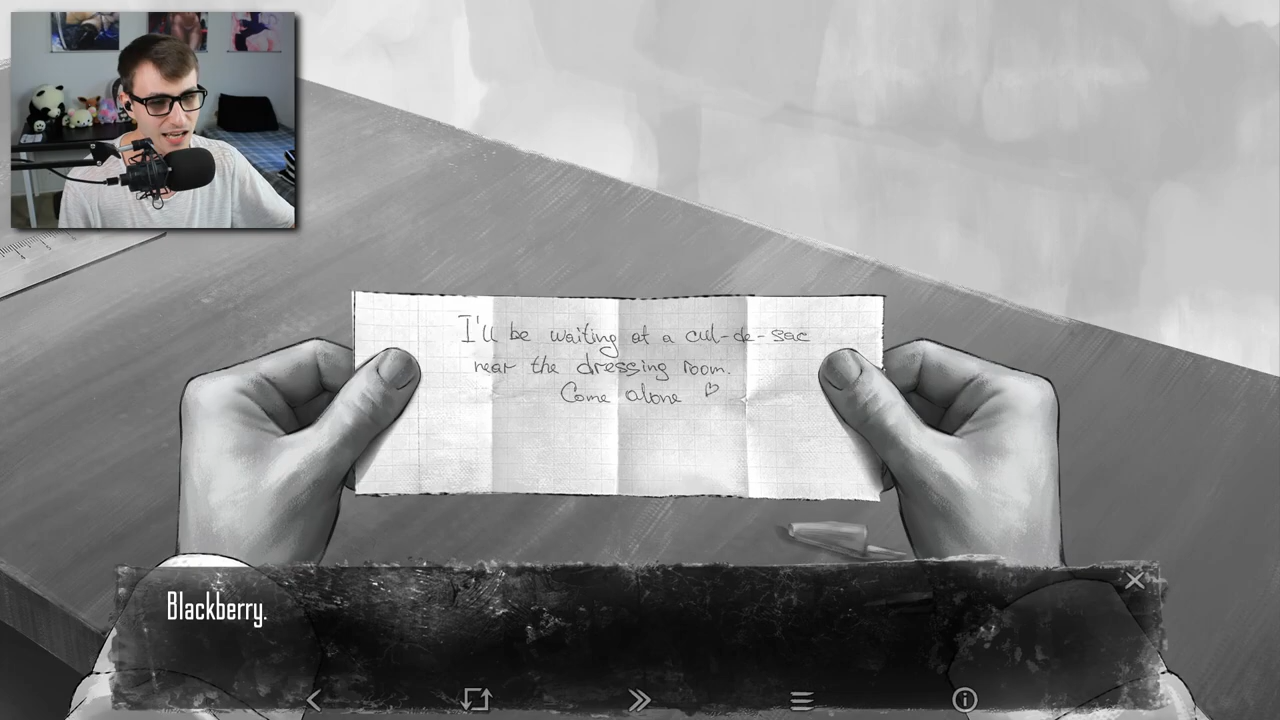 I'll be waiting at a cul-de-sac
near the dressing room.
Come alone ♡
Blackberry.